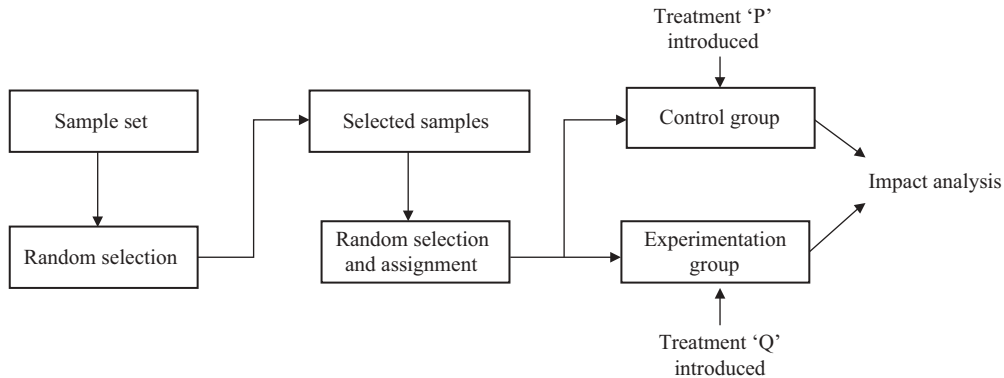 Treatment ‘P’
introduced
Sample set
Selected samples
Control group
Impact analysis
Random selection
Random selection
and assignment
Experimentation
group
Treatment ‘Q’
introduced